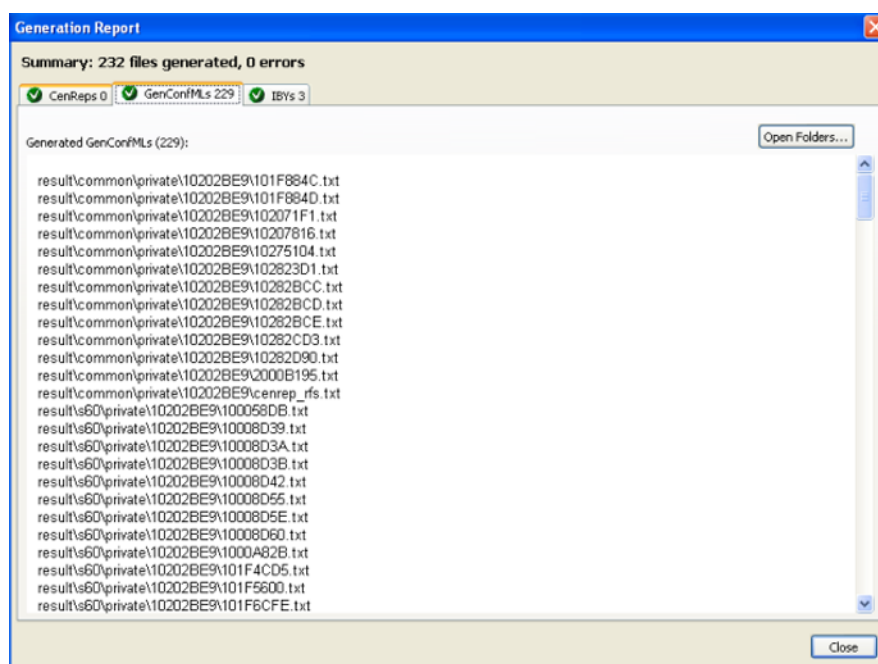 Generation Report
Summary: 232 files generated, 0 errors
CenReps 0 GenConfMLs 229 IBYs 3
Generated GenConfMLs (229): Open Folders...
result\common\private\10202BE9\101F884C.txt
result\common\private\10202BE9\101F884D.txt
result\common\private\10202BE9\102071F1.txt
result\common\private\10202BE9\10207816.txt
result\common\private\10202BE9\10275104.txt
result\common\private\10202BE9\102823D1.txt
result\common\private\10202BE9\10282BCC.txt
result\common\private\10202BE9\10282BCD.txt
result\common\private\10202BE9\10282BCE.txt
result\common\private\10202BE9\10282CD3.txt
result\common\private\10202BE9\10282D90.txt
result\common\private\10202BE9\2000B195.txt
result\common\private\10202BE9\cenrep_rfs.txt
result\s60\private\10202BE9\100058DB.txt
result\s60\private\10202BE9\10008D39.txt
result\s60\private\10202BE9\10008D3A.txt
result\s60\private\10202BE9\10008D3B.txt
result\s60\private\10202BE9\10008D42.txt
result\s60\private\10202BE9\10008D55.txt
result\s60\private\10202BE9\10008D5E.txt
result\s60\private\10202BE9\10008D60.txt
result\s60\private\10202BE9\1000A82B.txt
result\s60\private\10202BE9\101F4CD5.txt
result\s60\private\10202BE9\101F5600.txt
result\s60\private\10202BE9\101F6CFE.txt
Close